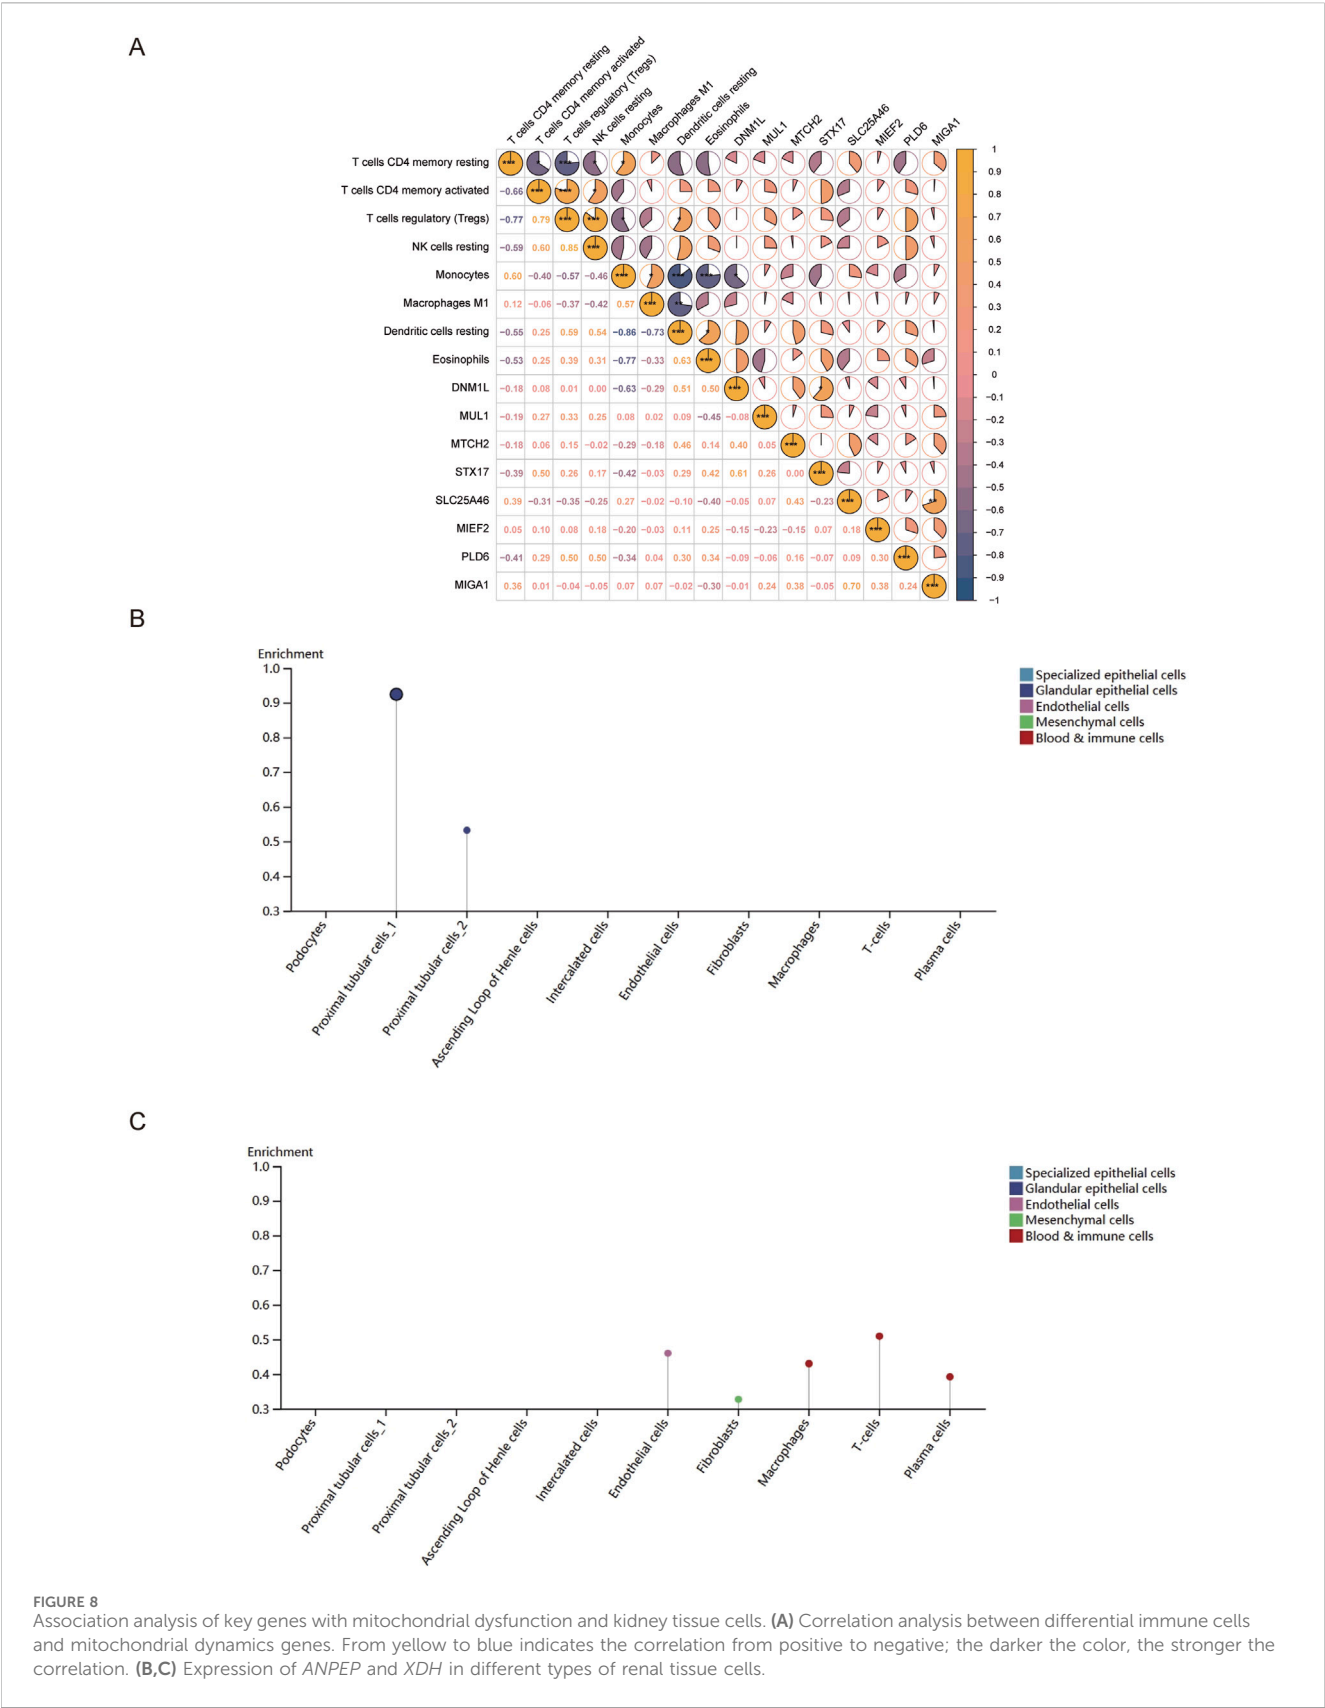 A
T cells CD4 memory resting
T cells CD4 memory activated
T cells regulatory (Tregs)
NK cells resting
Monocytes
Macrophages M1
Dendritic cells resting
Eosinophils
DNM1L
MUL1
MTCH2
STX17
SLC25A46
MIEF2
PLD6
MIGA1
T cells CD4 memory resting *** * *** * * 1
0.9
T cells CD4 memory activated −0.66 *** *** * 0.8
0.7
T cells regulatory (Tregs) −0.77 0.79 *** *** * * 0.6
NK cells resting −0.59 0.60 0.85 *** 0.5
0.4
Monocytes 0.60 −0.40 −0.57 −0.46 *** * *** *** * 0.3
Macrophages M1 0.12 −0.06 −0.37 −0.42 0.57 *** ** 0.2
Dendritic cells resting −0.55 0.25 0.59 0.54 −0.86 −0.73 *** * 0.1
Eosinophils −0.53 0.25 0.39 0.31 −0.77 −0.33 0.63 *** 0
DNM1L −0.18 0.08 0.01 0.00 −0.63 −0.29 0.51 0.50 *** * −0.1
MUL1 −0.19 0.27 0.33 0.25 0.08 0.02 0.09 −0.45 −0.08 *** −0.2
MTCH2 −0.18 0.06 0.15 −0.02 −0.29 −0.18 0.46 0.14 0.40 0.05 *** −0.3
−0.4
STX17 −0.39 0.50 0.26 0.17 −0.42 −0.03 0.29 0.42 0.61 0.26 0.00 *** −0.5
SLC25A46 0.39 −0.31 −0.35 −0.25 0.27 −0.02 −0.10 −0.40 −0.05 0.07 0.43 −0.23 *** ** −0.6
MIEF2 0.05 0.10 0.08 0.18 −0.20 −0.03 0.11 0.25 −0.15 −0.23 −0.15 0.07 0.18 *** −0.7
PLD6 −0.41 0.29 0.50 0.50 −0.34 0.04 0.30 0.34 −0.09 −0.06 0.16 −0.07 0.09 0.30 *** −0.8
MIGA1 0.36 0.01 −0.04 −0.05 0.07 0.07 −0.02 −0.30 −0.01 0.24 0.38 −0.05 0.70 0.38 0.24 *** −0.9
−1
B
Enrichment
1.0
0.9
0.8
0.7
0.6
0.5
0.4
0.3
Podocytes
Proximal tubular cells_1
Proximal tubular cells_2
Ascending Loop of Henle cells
Intercalated cells
Endothelial cells
Fibroblasts
Macrophages
T-cells
Plasma cells
Specialized epithelial cells
Glandular epithelial cells
Endothelial cells
Mesenchymal cells
Blood & immune cells
C
Enrichment
1.0
0.9
0.8
0.7
0.6
0.5
0.4
0.3
Podocytes
Proximal tubular cells_1
Proximal tubular cells_2
Ascending Loop of Henle cells
Intercalated cells
Endothelial cells
Fibroblasts
Macrophages
T-cells
Plasma cells
Specialized epithelial cells
Glandular epithelial cells
Endothelial cells
Mesenchymal cells
Blood & immune cells
FIGURE 8
Association analysis of key genes with mitochondrial dysfunction and kidney tissue cells. (A) Correlation analysis between differential immune cells
and mitochondrial dynamics genes. From yellow to blue indicates the correlation from positive to negative; the darker the color, the stronger the
correlation. (B,C) Expression of ANPEP and XDH in different types of renal tissue cells.